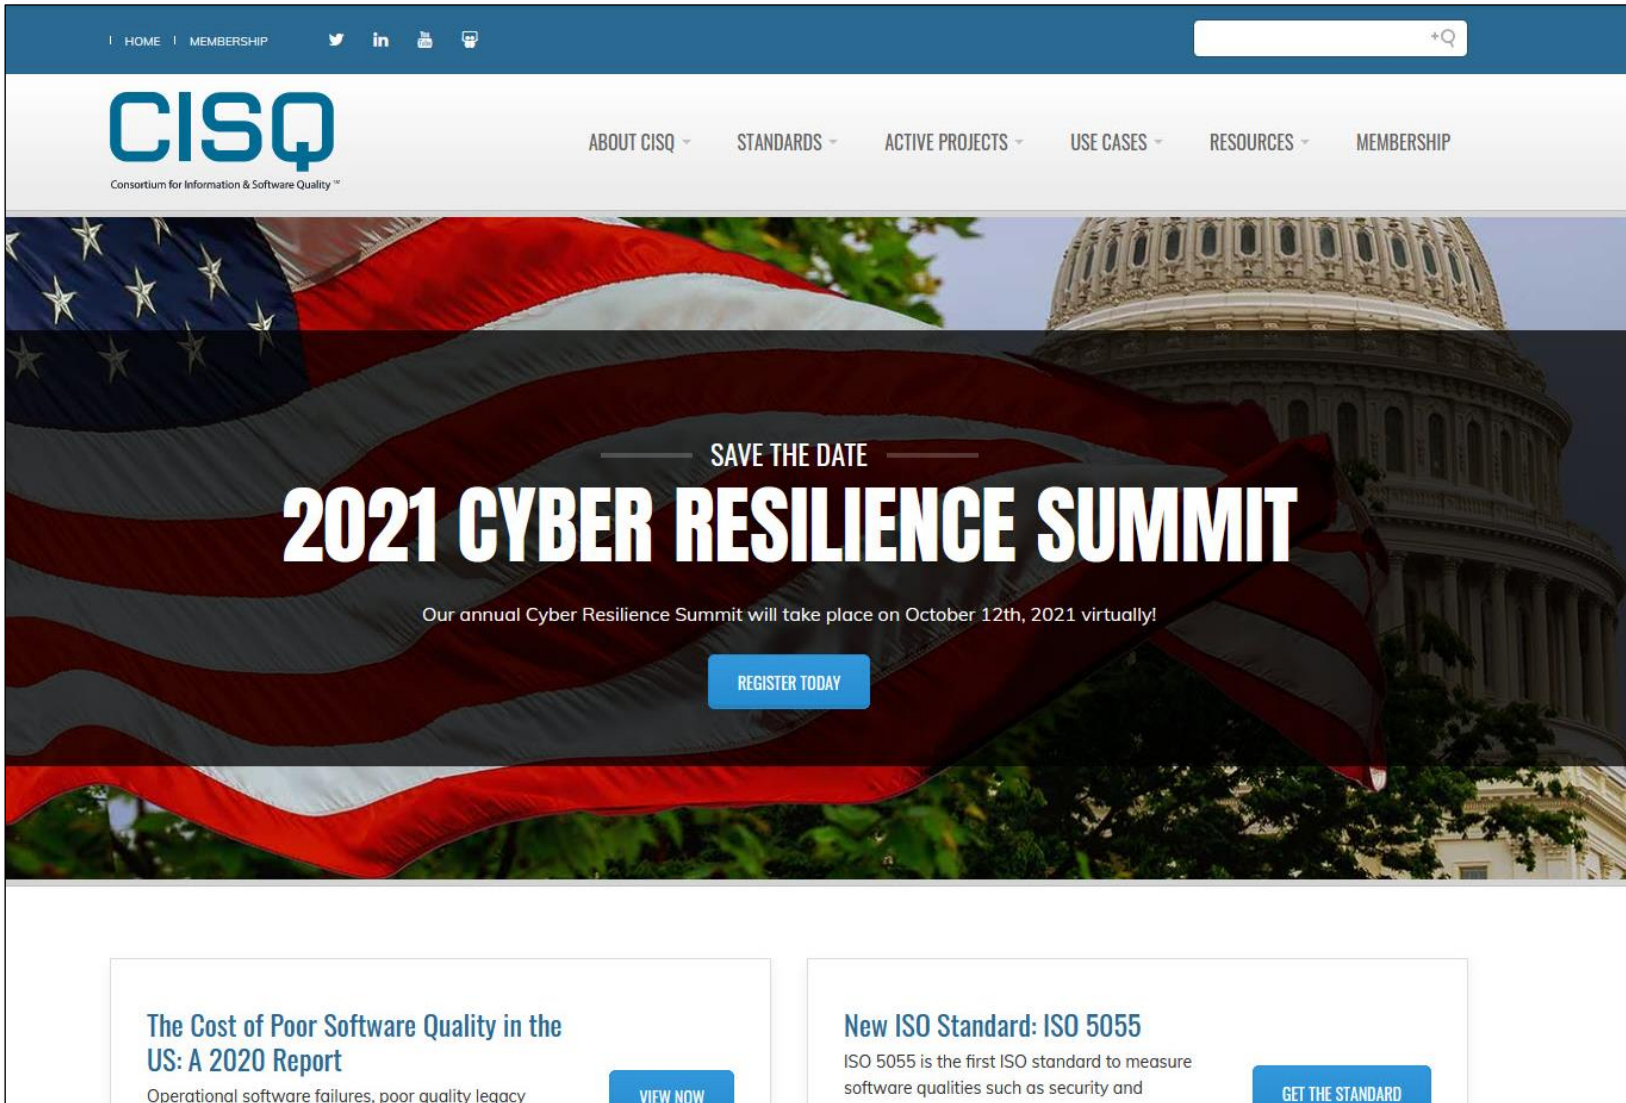 HOME
MEMBERSHIP
CISQ
Consortium for Information & Software Quality ™
ABOUT CISQ
STANDARDS
ACTIVE PROJECTS
USE CASES
RESOURCES
MEMBERSHIP
SAVE THE DATE
2021 CYBER RESILIENCE SUMMIT
Our annual Cyber Resilience Summit will take place on October 12th, 2021 virtually!
REGISTER TODAY
The Cost of Poor Software Quality in the
US: A 2020 Report
Operational software failures, poor quality legacy
VIEW NOW
New ISO Standard: ISO 5055
ISO 5055 is the first ISO standard to measure
software qualities such as security and
GET THE STANDARD